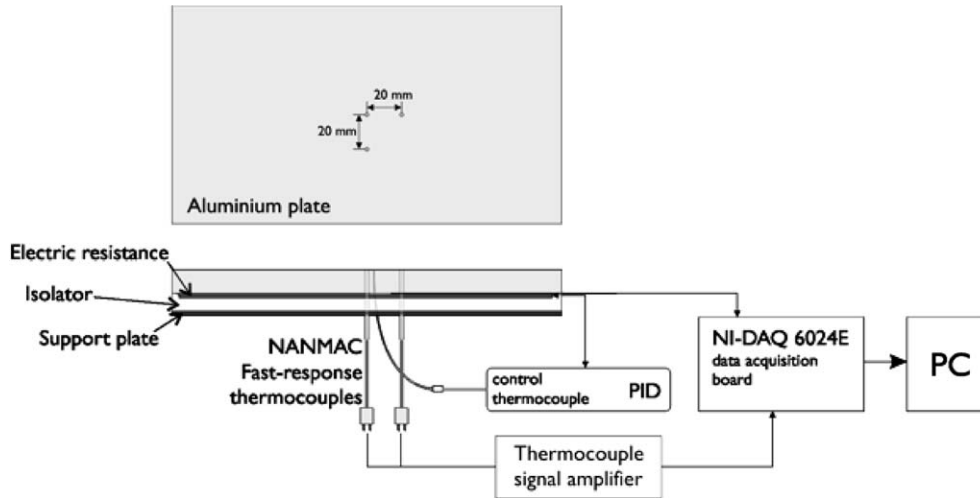 20 mm
20 mm
Aluminium plate
Electric resistance
Isolator
Support plate
NANMAC
Fast-response
thermocouples
control
thermocouple
PID
NI-DAQ 6024E
data acquisition
board
PC
Thermocouple
signal amplifier